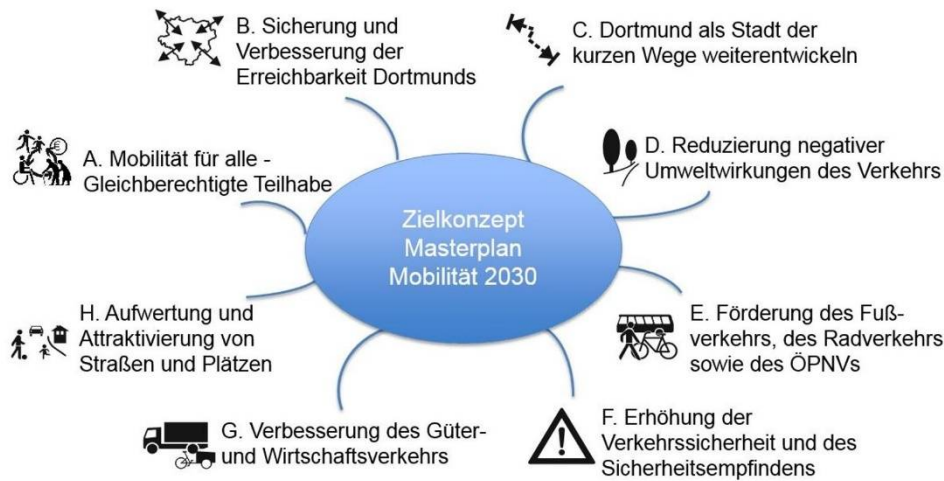 Zielkonzept
Masterplan
Mobilität 2030
A. Mobilität für alle -
Gleichberechtigte Teilhabe
B. Sicherung und
Verbesserung der
Erreichbarkeit Dortmunds
C. Dortmund als Stadt der
kurzen Wege weiterentwickeln
D. Reduzierung negativer
Umweltwirkungen des Verkehrs
E. Förderung des Fuß-
verkehrs, des Radverkehrs
sowie des ÖPNVs
F. Erhöhung der
Verkehrssicherheit und des
Sicherheitsempfindens
G. Verbesserung des Güter-
und Wirtschaftsverkehrs
H. Aufwertung und
Attraktivierung von
Straßen und Plätzen
€